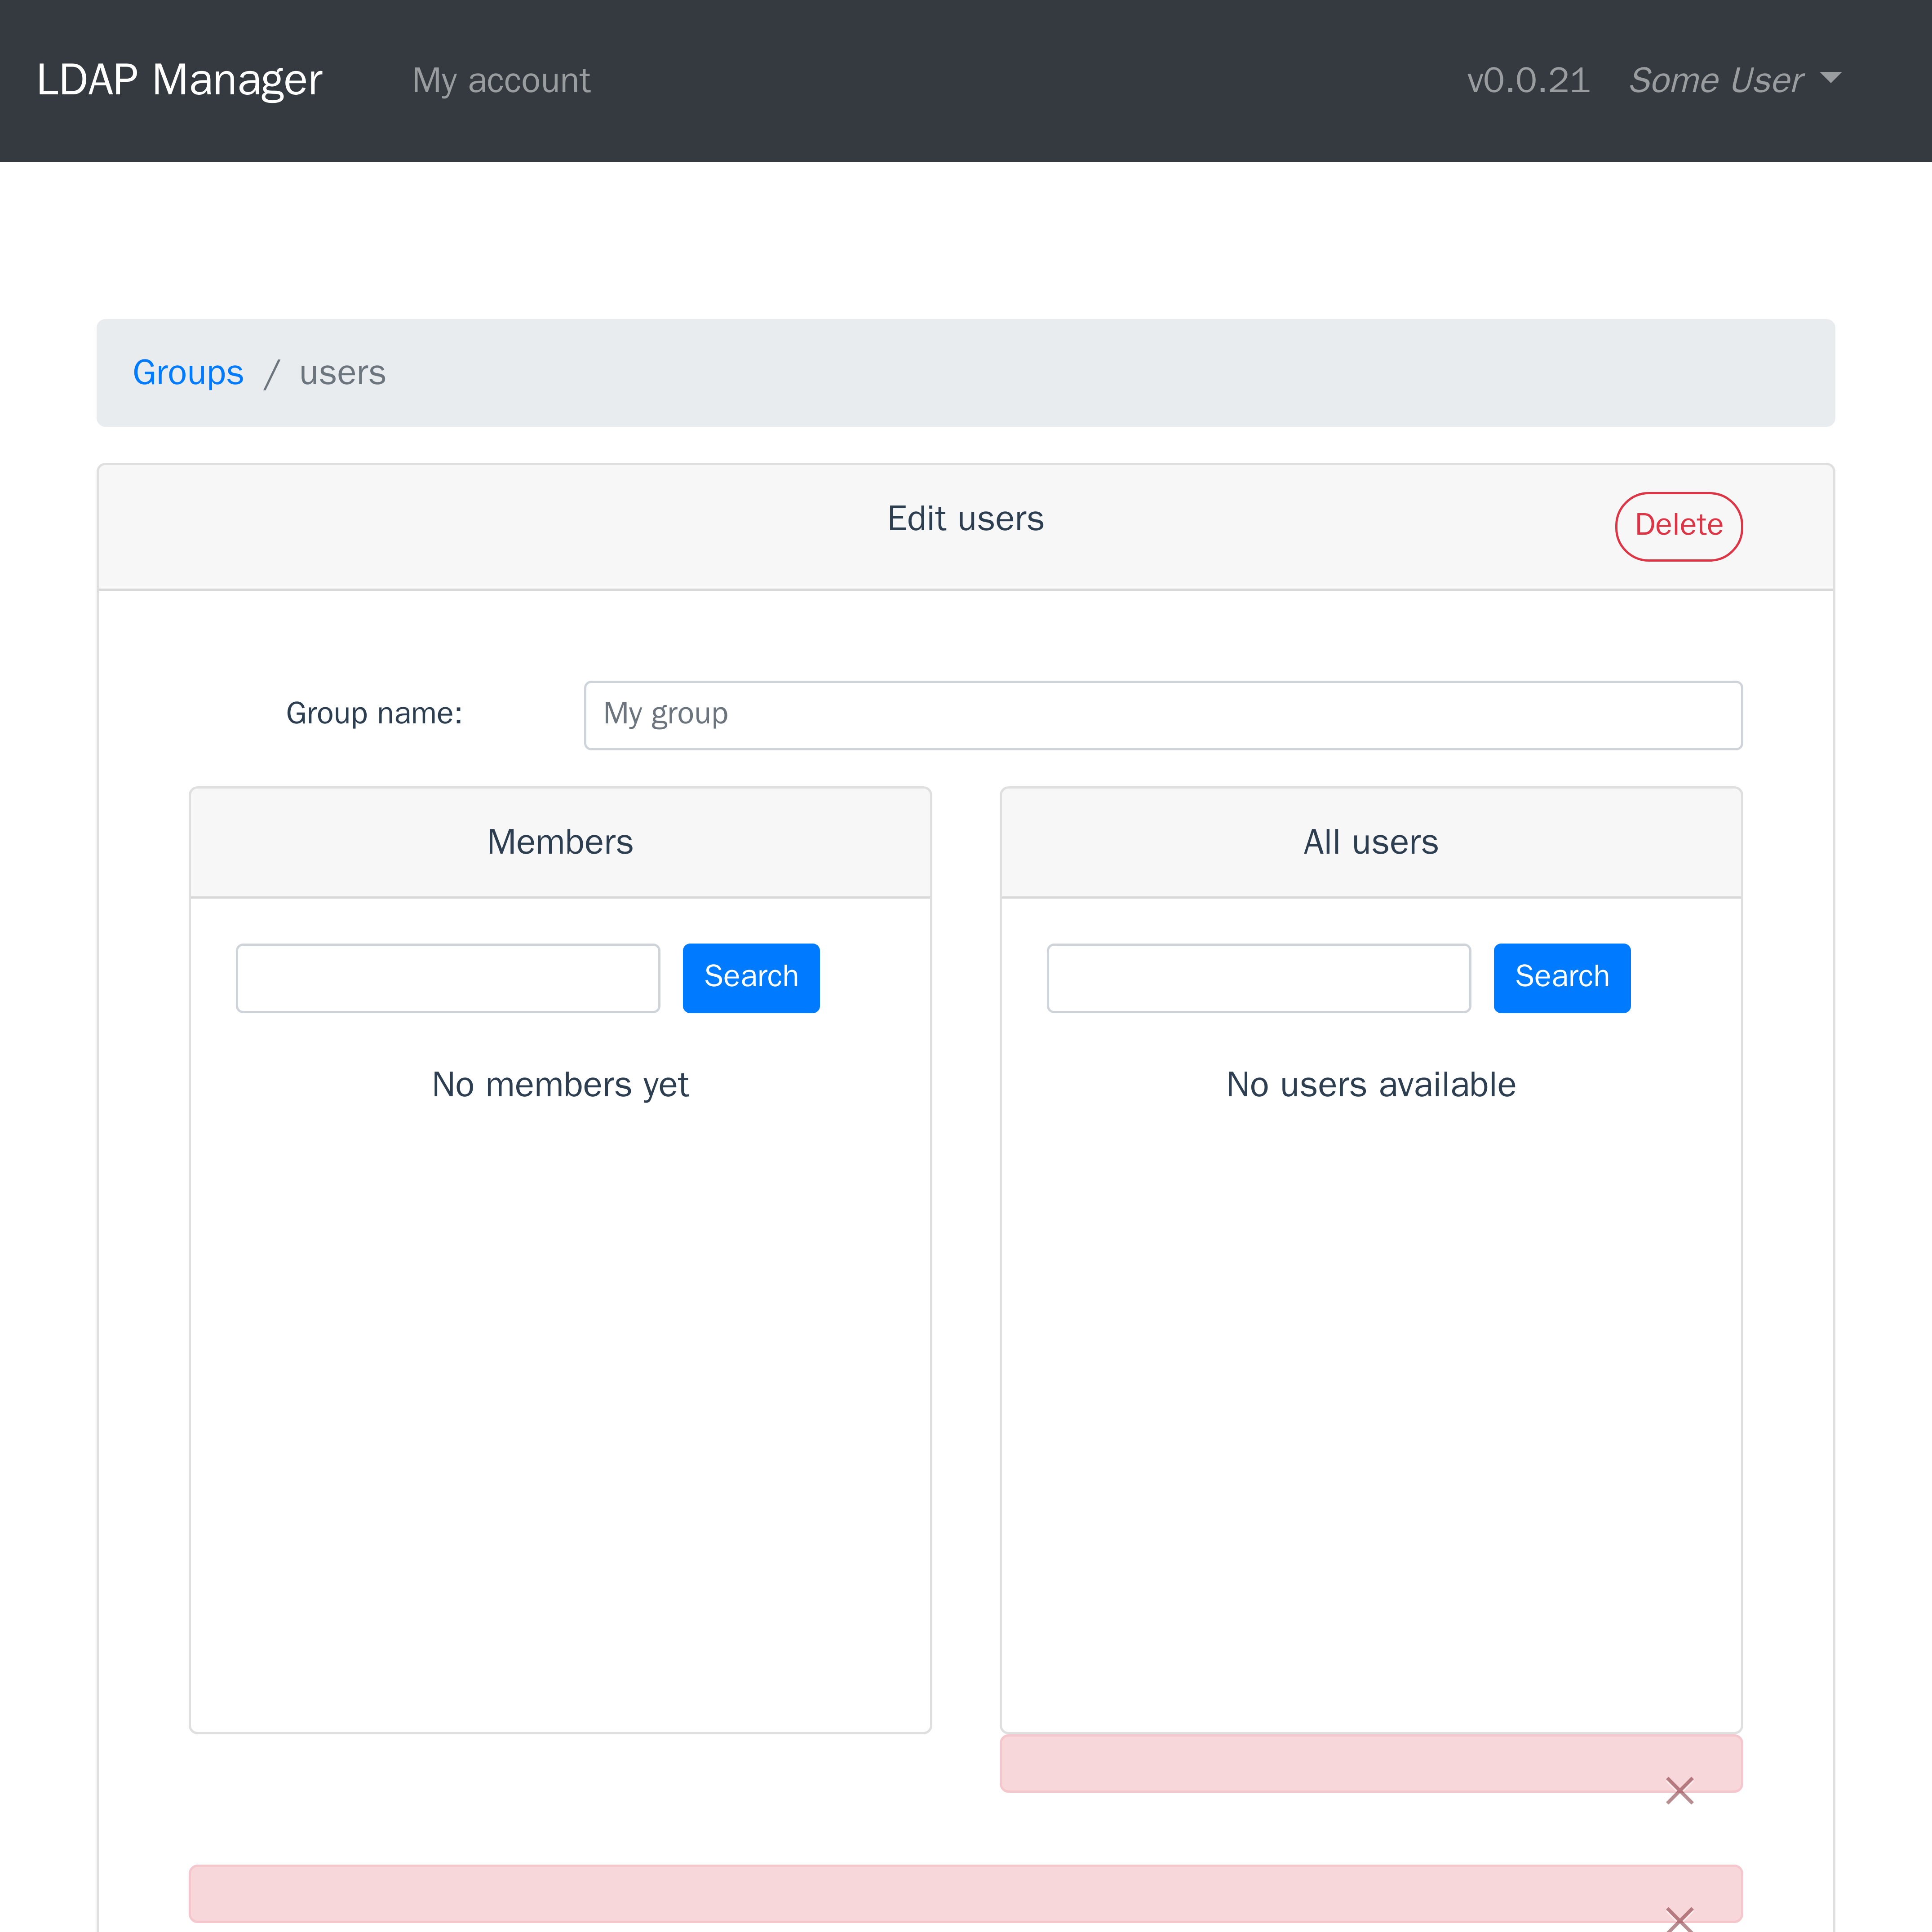 LDAP Manager My account v0.0.21 Some User
Groups / users
Edit users Delete
Group name: My group
Members All users
Search Search
No members yet No users available